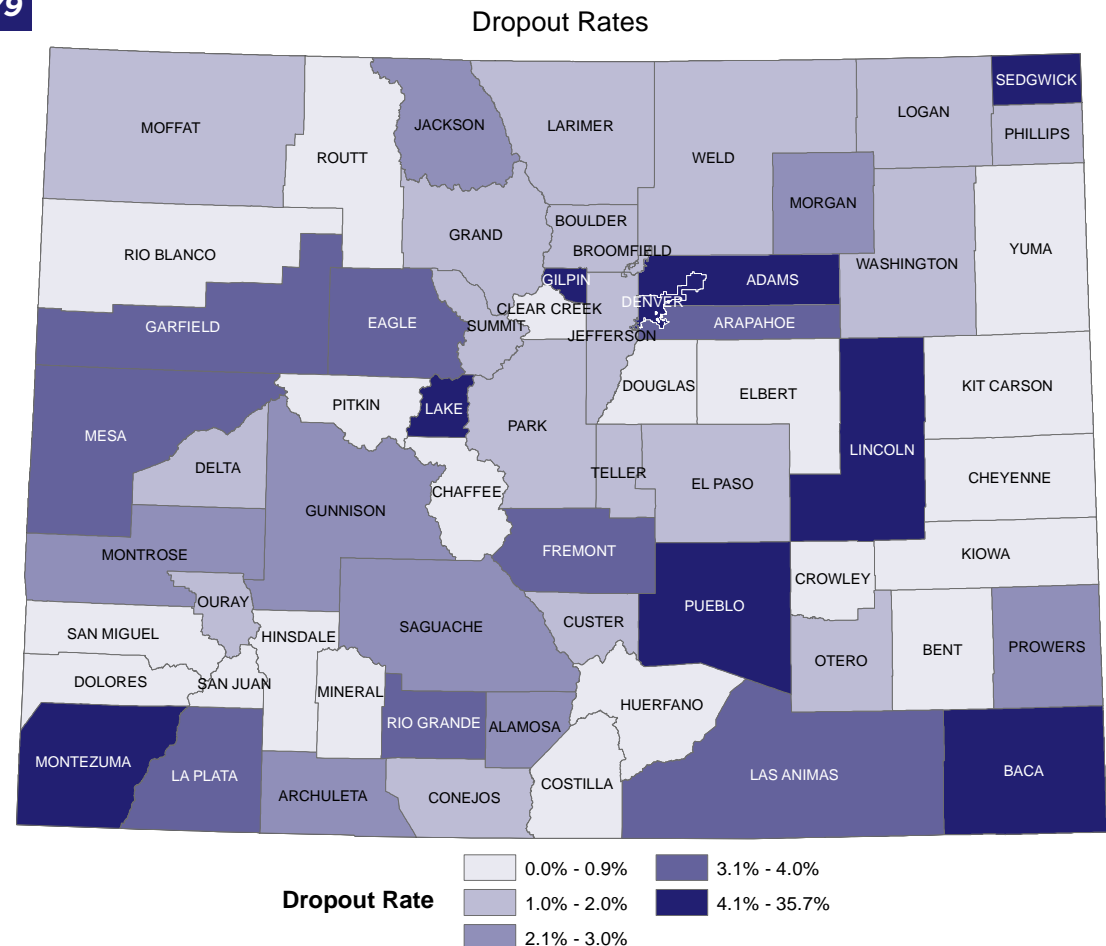 79
Dropout Rates
SEDGWICK
LOGAN
MOFFAT
JACKSON
LARIMER
PHILLIPS
ROUTT
WELD
MORGAN
BOULDER
GRAND
YUMA
BROOMFIELD
RIO BLANCO
WASHINGTON
GILPIN
ADAMS
DENVER
CLEAR CREEK
EAGLE
ARAPAHOE
GARFIELD
SUMMIT
JEFFERSON
DOUGLAS
KIT CARSON
ELBERT
PITKIN
LAKE
PARK
MESA
LINCOLN
DELTA
TELLER
CHEYENNE
EL PASO
CHAFFEE
GUNNISON
FREMONT
MONTROSE
KIOWA
CROWLEY
OURAY
PUEBLO
CUSTER
SAGUACHE
SAN MIGUEL
HINSDALE
PROWERS
BENT
OTERO
DOLORES
SAN JUAN
MINERAL
HUERFANO
RIO GRANDE
ALAMOSA
MONTEZUMA
BACA
LA PLATA
LAS ANIMAS
COSTILLA
ARCHULETA
CONEJOS
Dropout Rate
0.0% - 0.9%
1.0% - 2.0%
2.1% - 3.0%
3.1% - 4.0%
4.1% - 35.7%